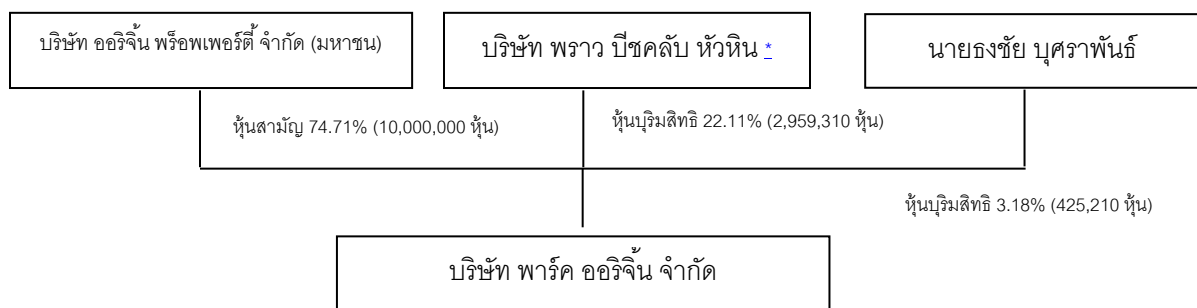 บริษัท ออริจิ้น พร็อพเพอร์ตี้ จำกัด (มหาชน)
บริษัท พราว บีชคลับ หัวหิน *
นายธงชัย บุศราพันธ์
หุ้นสามัญ 74.71% (10,000,000 หุ้น)
หุ้นบุริมสิทธิ 22.11% (2,959,310 หุ้น)
หุ้นบุริมสิทธิ 3.18% (425,210 หุ้น)
บริษัท พาร์ค ออริจิ้น จำกัด